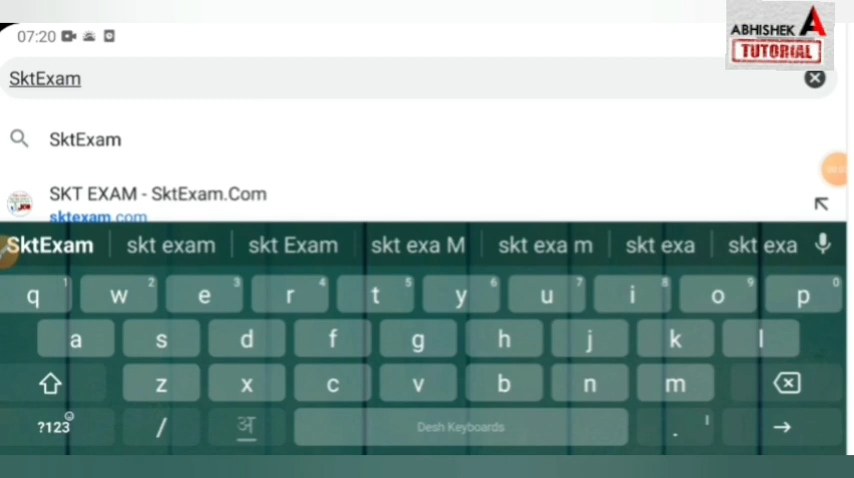 ABHISHEK A
TUTORIAL
07:20
SktExam
SktExam
SKT EXAM - SktExam.Com
sktexam.com
SktExam skt exam skt Exam skt exa M skt exa m skt exa skt exa
q 1 w 2 e 3 r 4 t 5 y 6 u 7 i 8 o 9 p 0
a s d f g h j k l
z x c v b n m
?123 / अ Desh Keyboards . !